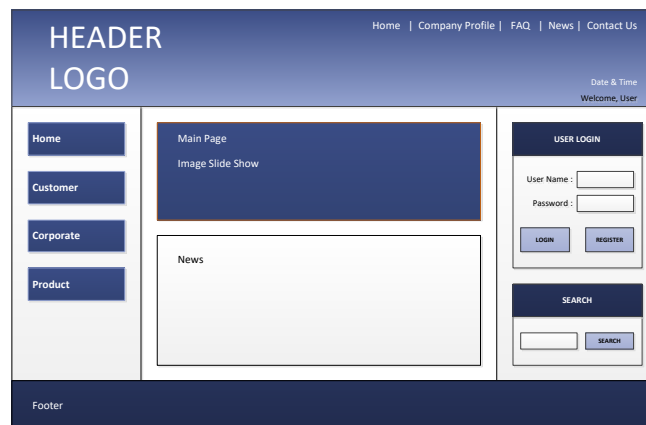 HEADER
LOGO
Home | Company Profile | FAQ | News | Contact Us
Date & Time
Welcome, User
Home
Customer
Corporate
Product
Main Page
Image Slide Show
News
USER LOGIN
User Name :
Password :
LOGIN REGISTER
SEARCH
SEARCH
Footer